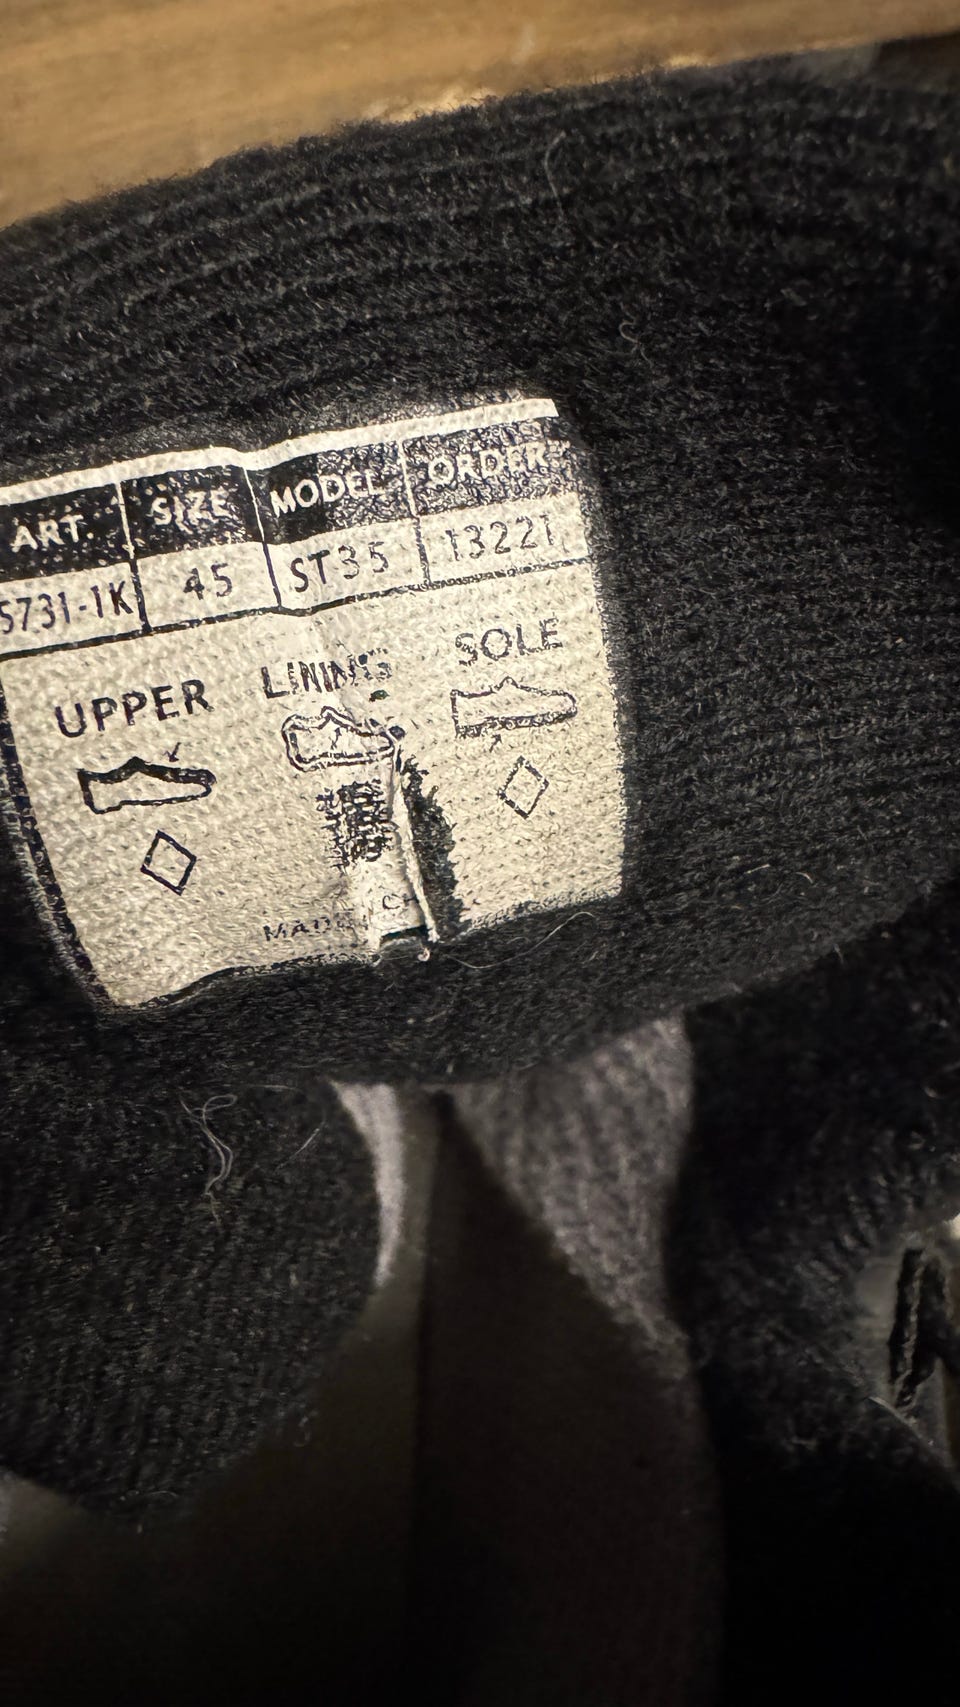 ART. SIZE MODEL ORDER
5731-1K 45 ST35 13221
UPPER LINING SOLE